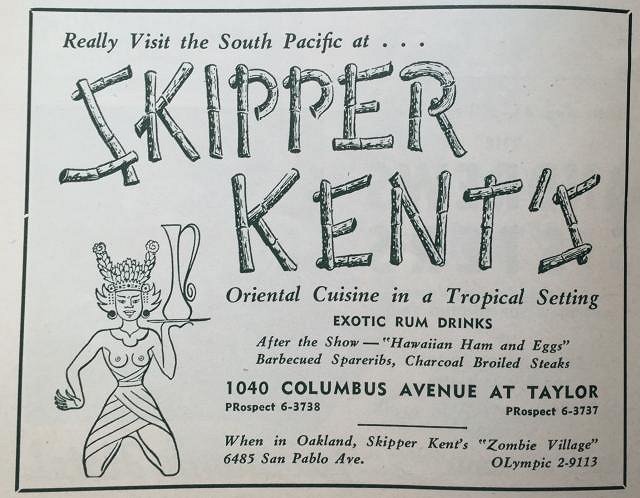 Really Visit the South Pacific at . . .
SKIPPER
KENT'S
Oriental Cuisine in a Tropical Setting
EXOTIC RUM DRINKS
After the Show—"Hawaiian Ham and Eggs"
Barbecued Spareribs, Charcoal Broiled Steaks
1040 COLUMBUS AVENUE AT TAYLOR
PRospect 6-3738 PRospect 6-3737
When in Oakland, Skipper Kent's "Zombie Village"
6485 San Pablo Ave. OLympic 2-9113